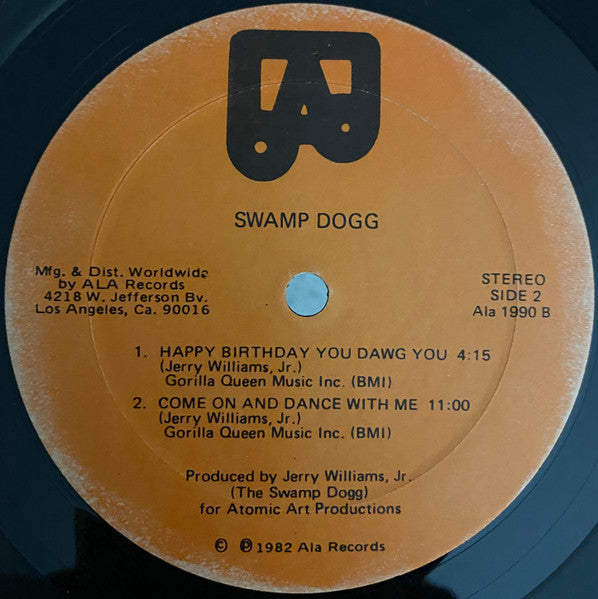 SWAMP DOGG
Mfg. & Dist. Worldwide
by ALA Records
4218 W. Jefferson Bv.
Los Angeles, Ca. 90016
STEREO
SIDE 2
Ala 1990 B
1. HAPPY BIRTHDAY YOU DAWG YOU 4:15
(Jerry Williams, Jr.)
Gorilla Queen Music Inc. (BMI)
2. COME ON AND DANCE WITH ME 11:00
(Jerry Williams, Jr.)
Gorilla Queen Music Inc. (BMI)
Produced by Jerry Williams, Jr.
(The Swamp Dogg)
for Atomic Art Productions
© ℗ 1982 Ala Records